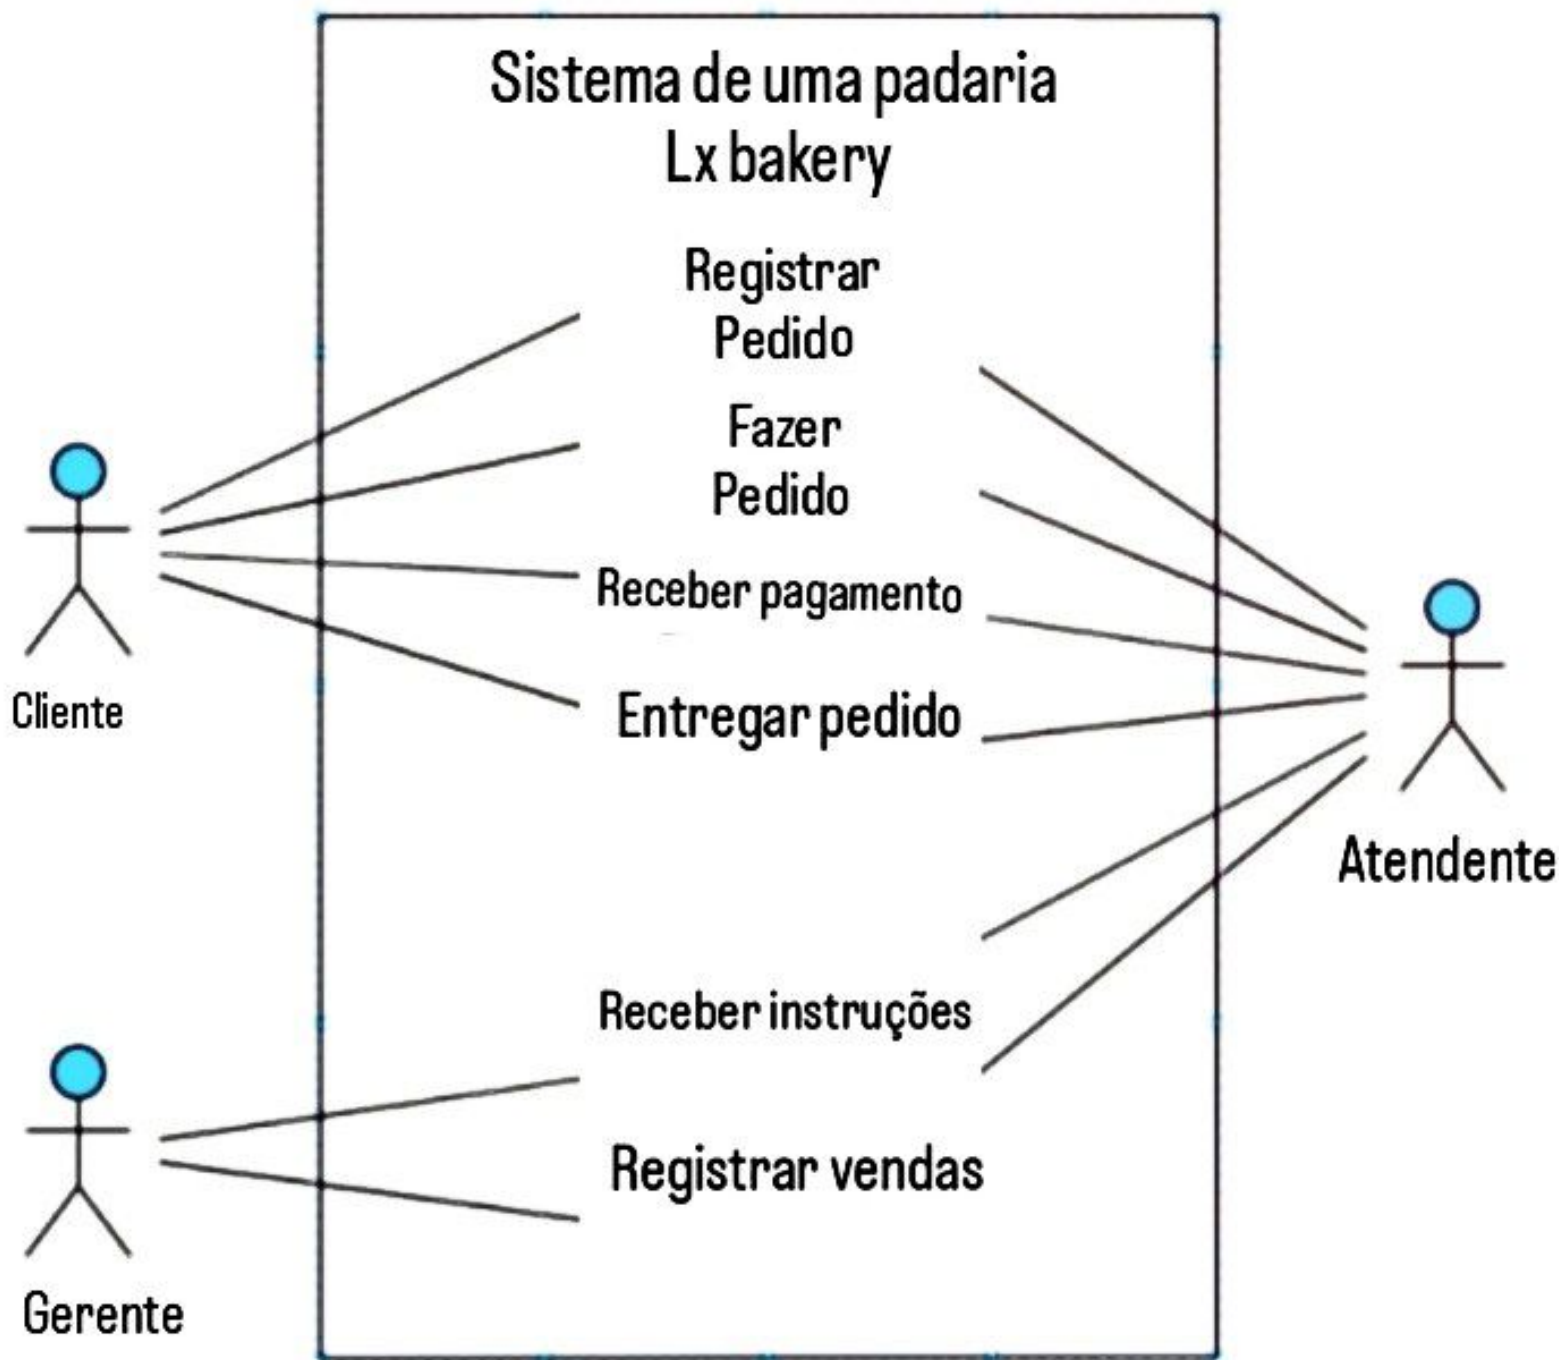 Sistema de uma padaria
Lx bakery
Registrar
Pedido
Fazer
Pedido
Receber pagamento
Entregar pedido
Cliente
Atendente
Receber instruções
Registrar vendas
Gerente